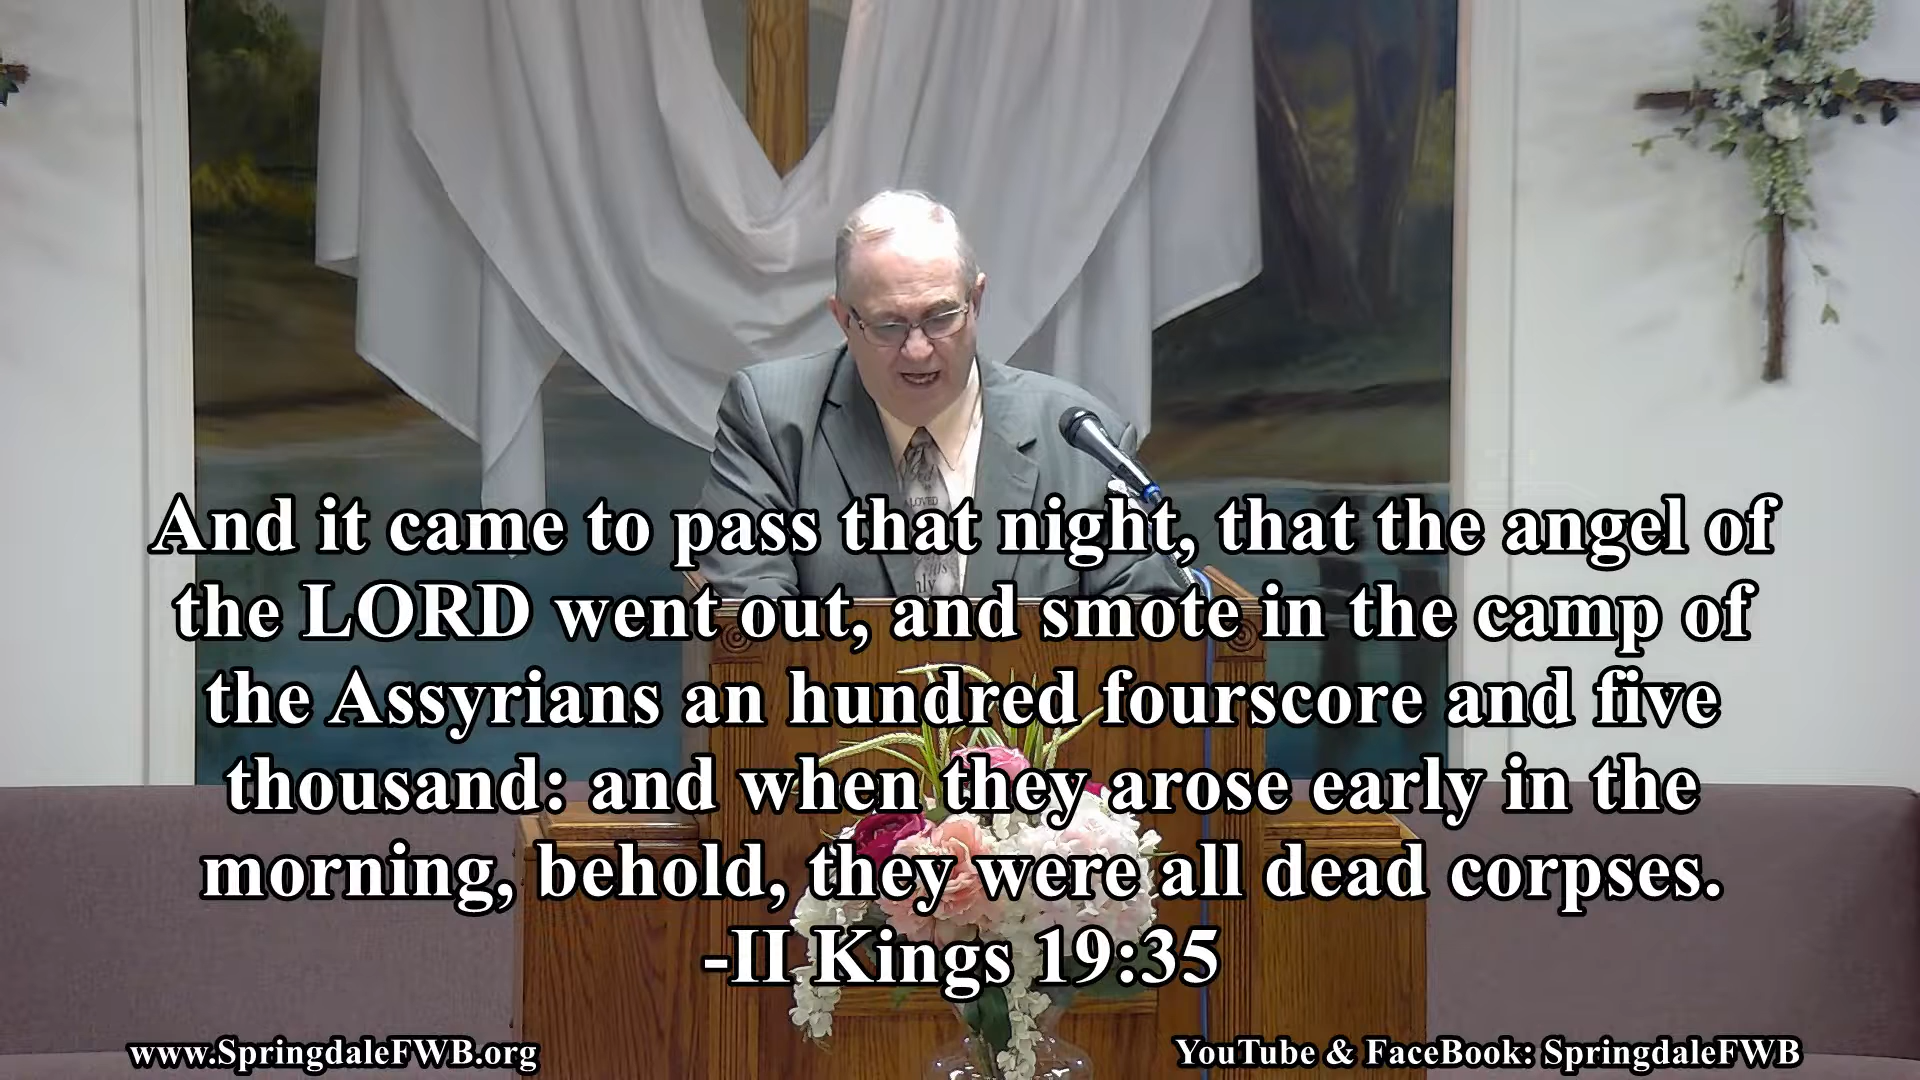 LOVED
And it came to pass that night, that the angel of
the LORD went out, and smote in the camp of
the Assyrians an hundred fourscore and five
thousand: and when they arose early in the
morning, behold, they were all dead corpses.
-II Kings 19:35
www.SpringdaleFWB.org
YouTube & FaceBook: SpringdaleFWB